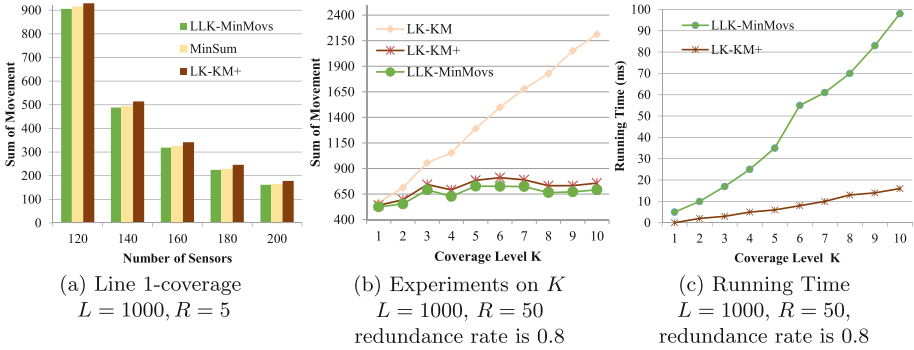 900
800
700
600
500
400
300
200
100
0
Sum of Movement
LLK-MinMovs
MinSum
LK-KM+
120 140 160 180 200
Number of Sensors
(a) Line 1-coverage
L = 1000, R = 5
2400
2150
1900
1650
1400
1150
900
650
400
Sum of Movement
LK-KM
LK-KM+
LLK-MinMovs
1 2 3 4 5 6 7 8 9 10
Coverage Level K
(b) Experiments on K
L = 1000, R = 50
redundance rate is 0.8
100
90
80
70
60
50
40
30
20
10
0
Running Time (ms)
LLK-MinMovs
LK-KM+
1 2 3 4 5 6 7 8 9 10
Coverage Level K
(c) Running Time
L = 1000, R = 50,
redundance rate is 0.8